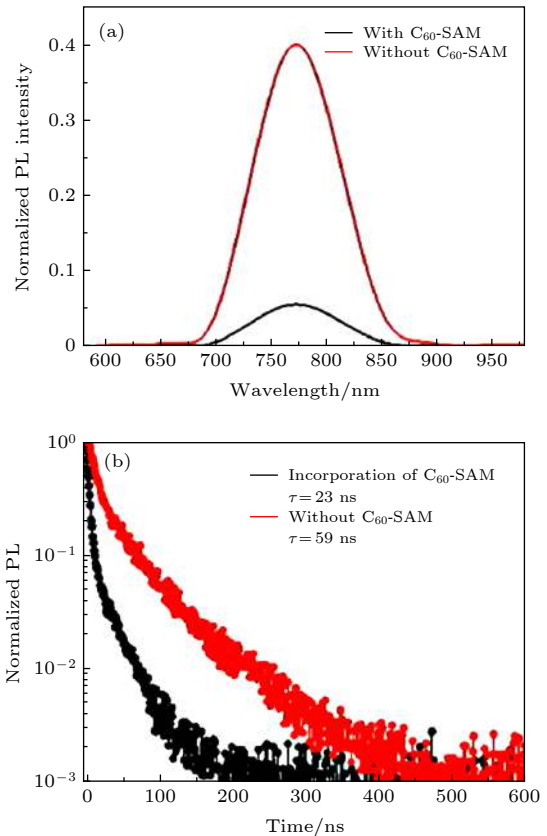 (a)
With C₆₀-SAM
Without C₆₀-SAM
0.4
0.3
0.2
0.1
0
Normalized PL intensity
600 650 700 750 800 850 900 950
Wavelength/nm
(b)
Incorporation of C₆₀-SAM
τ=23 ns
Without C₆₀-SAM
τ=59 ns
10⁰
10⁻¹
10⁻²
10⁻³
Normalized PL
0 100 200 300 400 500 600
Time/ns